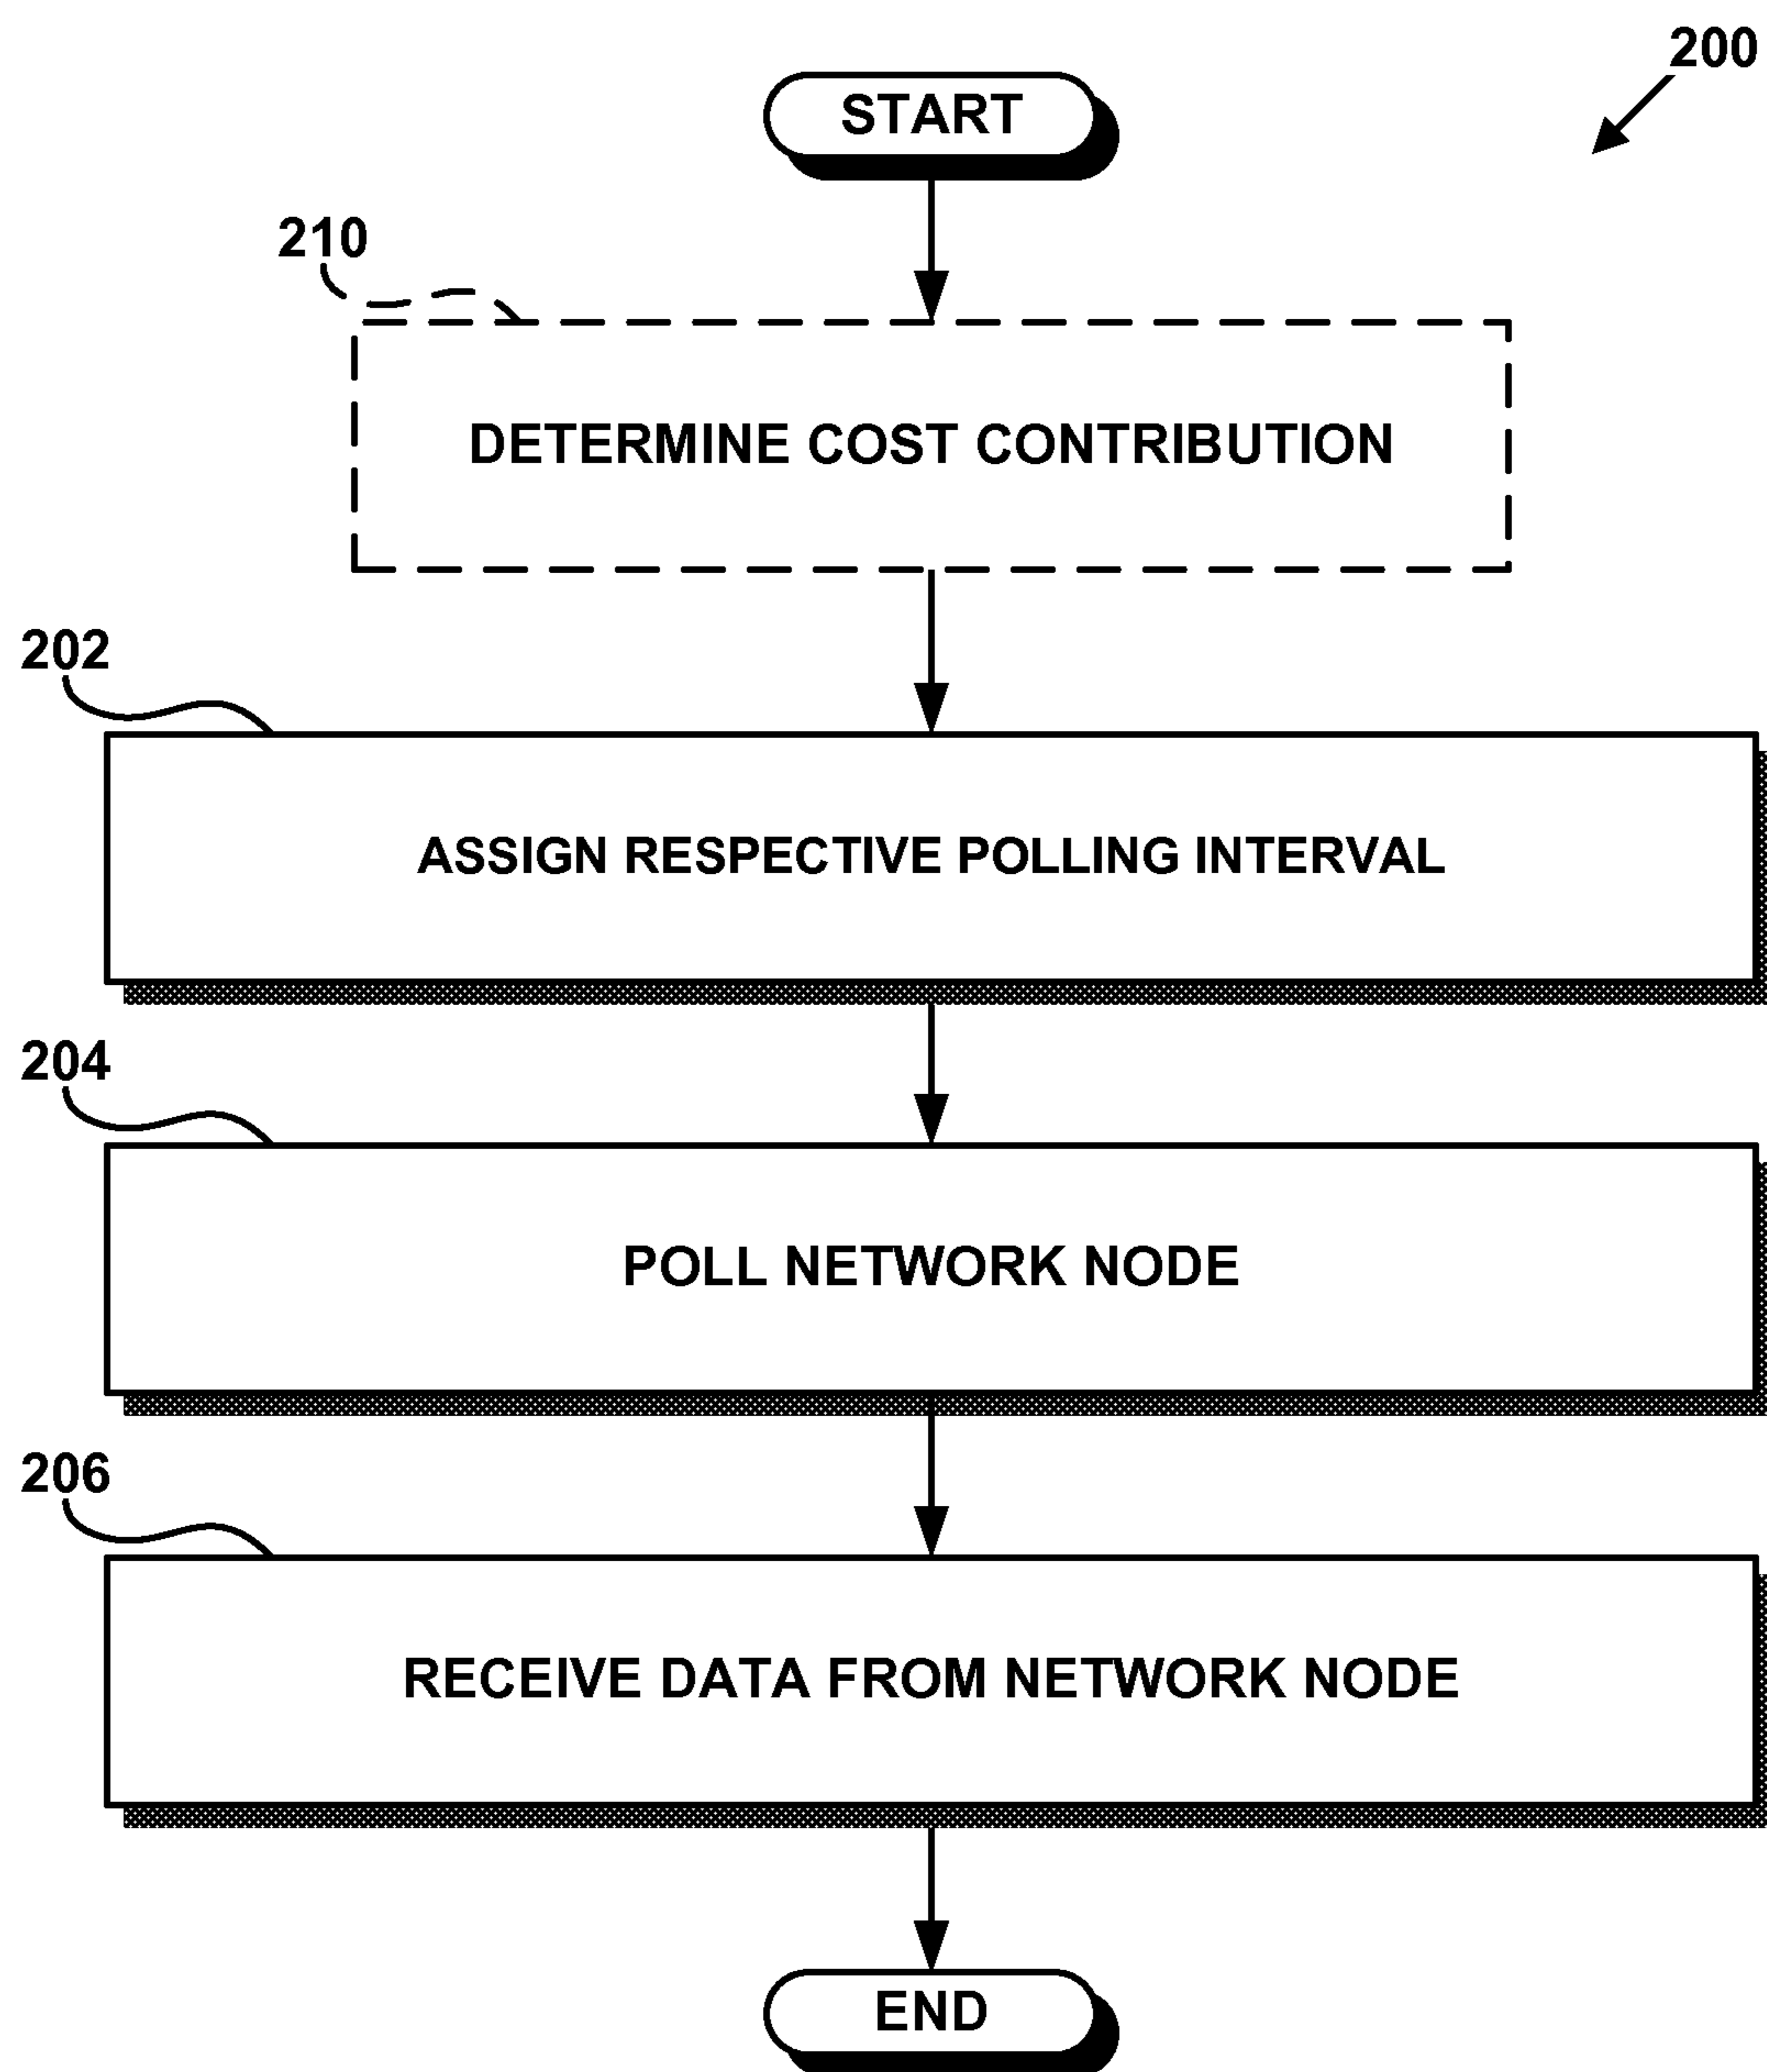 200
START
210
DETERMINE COST CONTRIBUTION
202
ASSIGN RESPECTIVE POLLING INTERVAL
204
POLL NETWORK NODE
206
RECEIVE DATA FROM NETWORK NODE
END